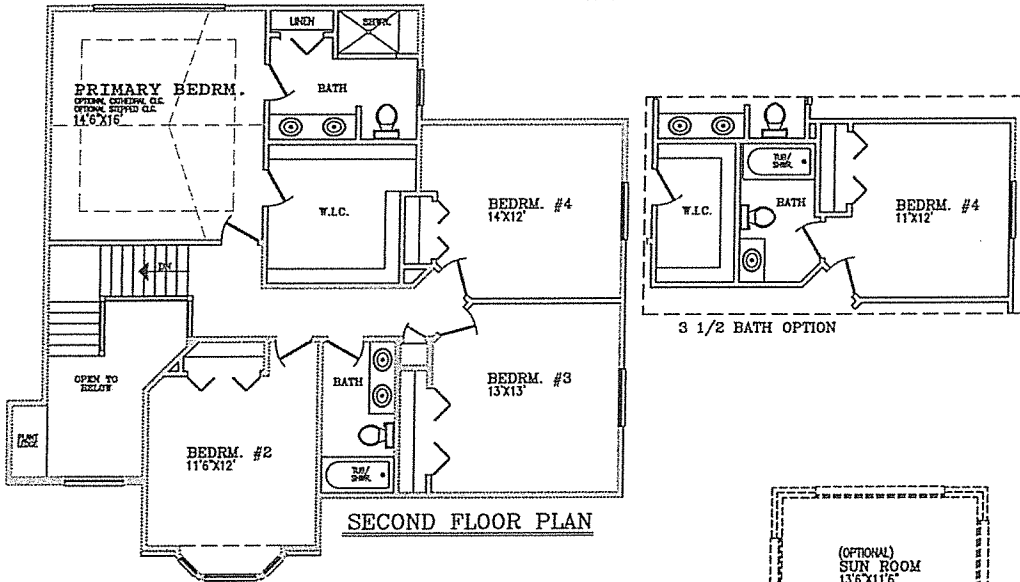 LINEN
SHWR.
PRIMARY BEDRM.
OPTIONAL CATHEDRAL CLG.
OPTIONAL STEPPED CLG.
14'6"X16'
BATH
W.I.C.
BEDRM. #4
14'X12'
DN
OPEN TO
BELOW
PLANT
LEDGE
BEDRM. #2
11'6"X12'
BATH
TUB/
SHWR.
BEDRM. #3
13'X13'
SECOND FLOOR PLAN
TUB/
SHWR.
W.I.C.
BATH
BEDRM. #4
11'X12'
3 1/2 BATH OPTION
(OPTIONAL)
SUN ROOM
13'6"X11'6"